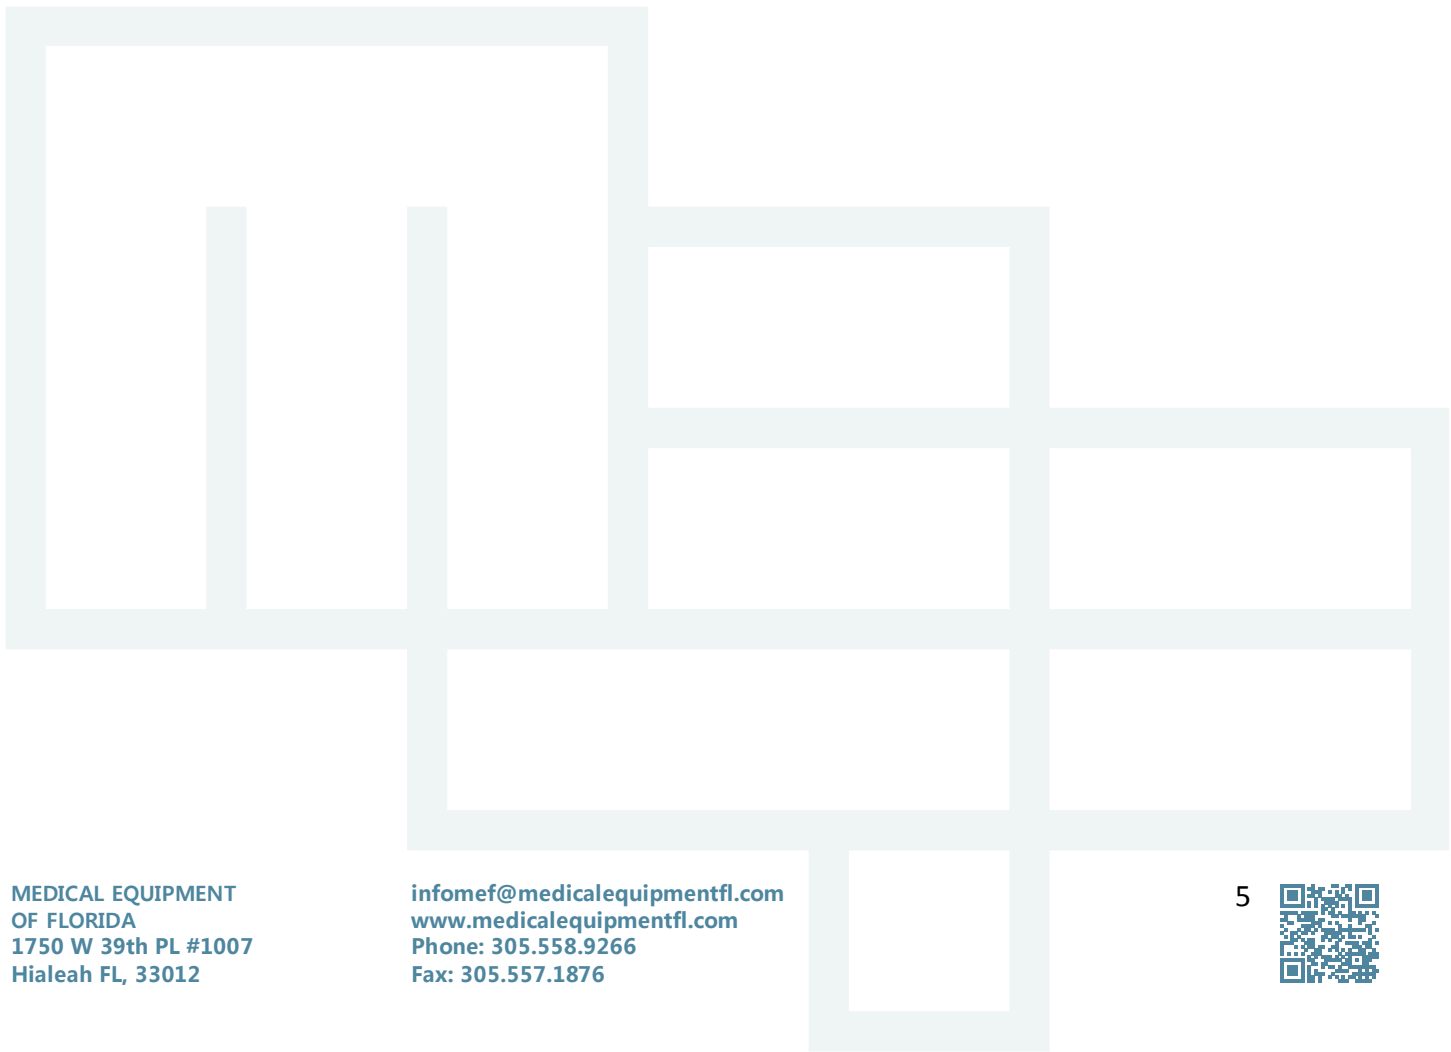 MEDICAL EQUIPMENT
OF FLORIDA
1750 W 39th PL #1007
Hialeah FL, 33012
infomef@medicalequipmentfl.com
www.medicalequipmentfl.com
Phone: 305.558.9266
Fax: 305.557.1876
5